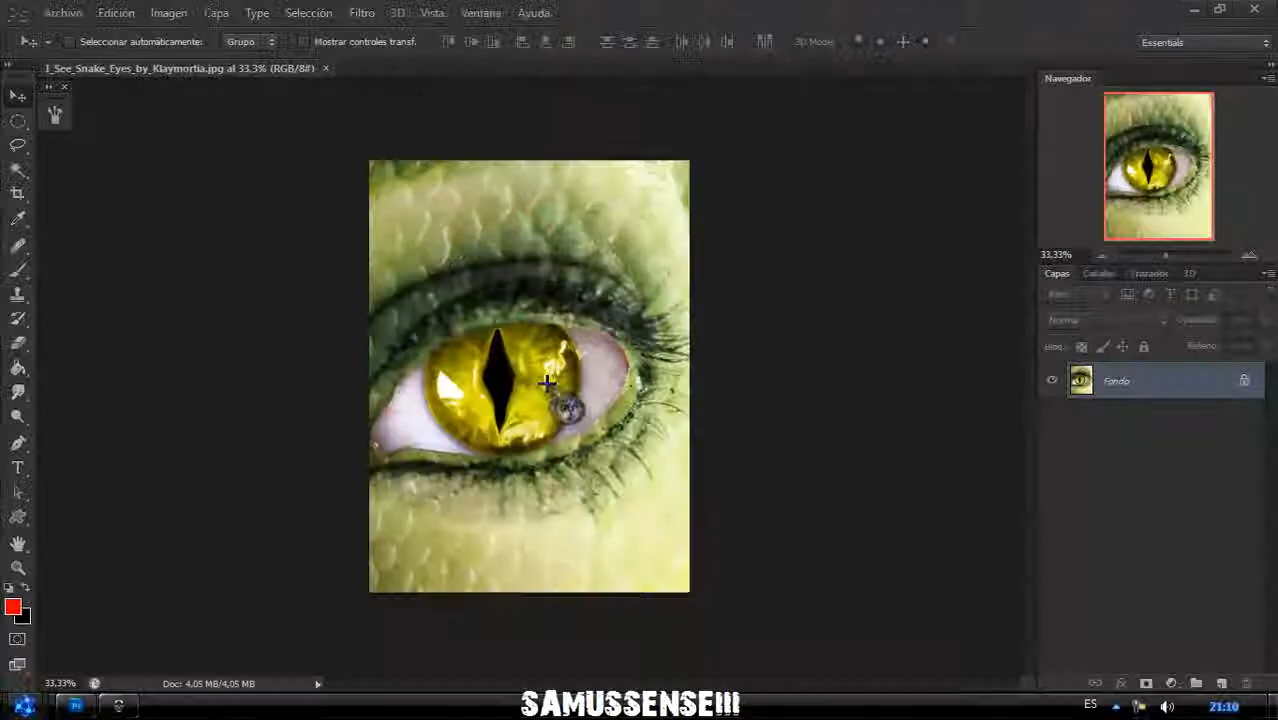 Archivo Edición Imagen Capa Type Selección Filtro 3D Vista Ventana Ayuda
Seleccionar automáticamente: Grupo Mostrar controles transf. 3D Mode Essentials
I_See_Snake_Eyes_by_Klaymortia.jpg al 33,3% (RGB/8#) ×
Navegador
33,33%
Capas Canales Trazados 3D
Normal
Bloq.: Relleno
Fondo
33,33% Doc: 4,05 MB/4,05 MB
Ps SAMUSSENSE!!! ES 21:10